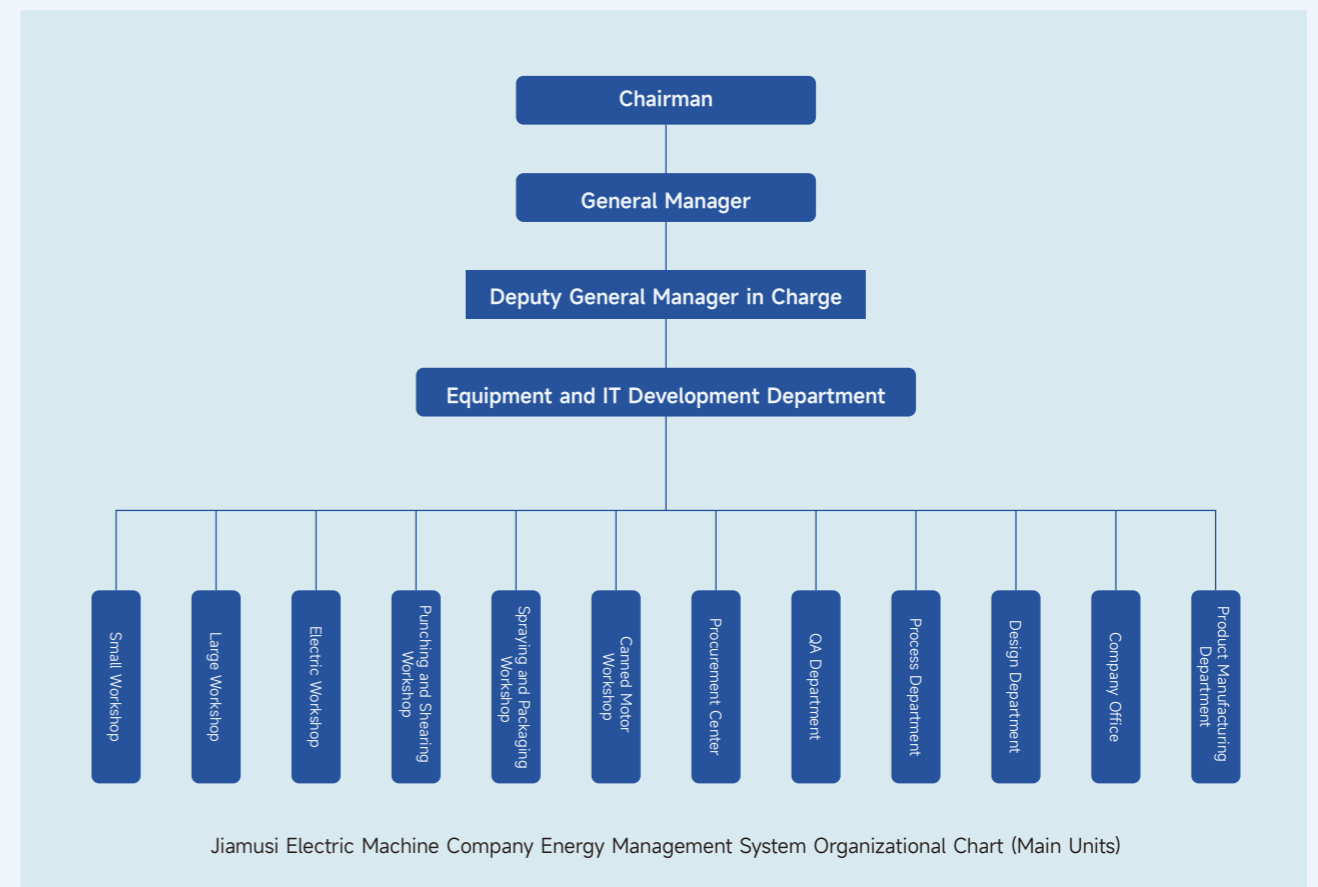 Chairman
General Manager
Deputy General Manager in Charge
Equipment and IT Development Department
Small Workshop
Large Workshop
Electric Workshop
Punching and Shearing
Workshop
Spraying and Packaging
Workshop
Canned Motor
Workshop
Procurement Center
QA Department
Process Department
Design Department
Company Office
Product Manufacturing
Department
Jiamusi Electric Machine Company Energy Management System Organizational Chart (Main Units)